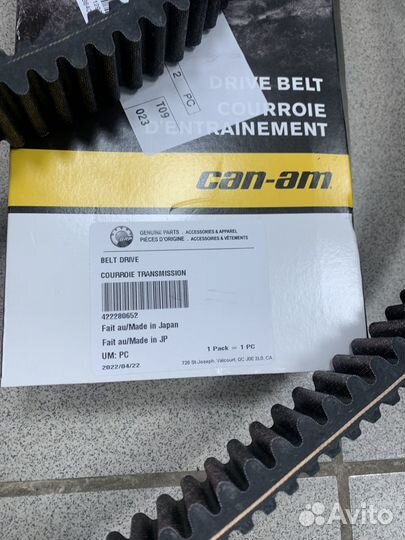 2 PC
T09
023
DRIVE BELT
COURROIE
D'ENTRAINEMENT
can-am
GENUINE PARTS . ACCESSORIES & APPAREL
PIÈCES D'ORIGINE . ACCESSOIRES & VÊTEMENTS
BELT DRIVE
COURROIE TRANSMISSION
422280652
Fait au/Made in Japan
Fait au/Made in JP
UM: PC
1 Pack = 1 PC
2022/04/22
726 St-Joseph, Valcourt, QC J0E 2L0, CA
Avito